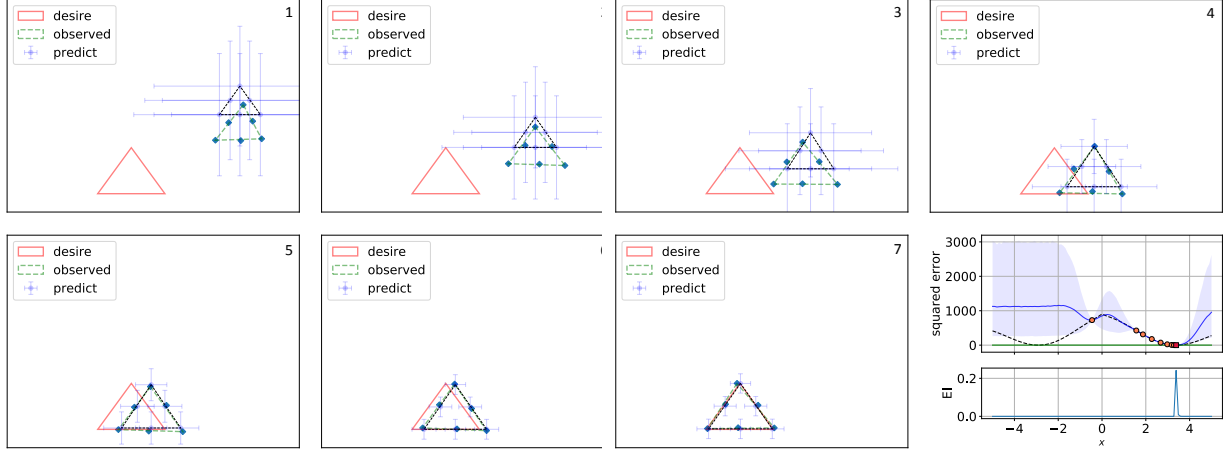 desire
observed
predict
1
desire
observed
predict
desire
observed
predict
3
desire
observed
predict
4
desire
observed
predict
5
desire
observed
predict
desire
observed
predict
7
squared error
3000
2000
1000
0
EI
0.2
0.0
−4 −2 0 2 4
x